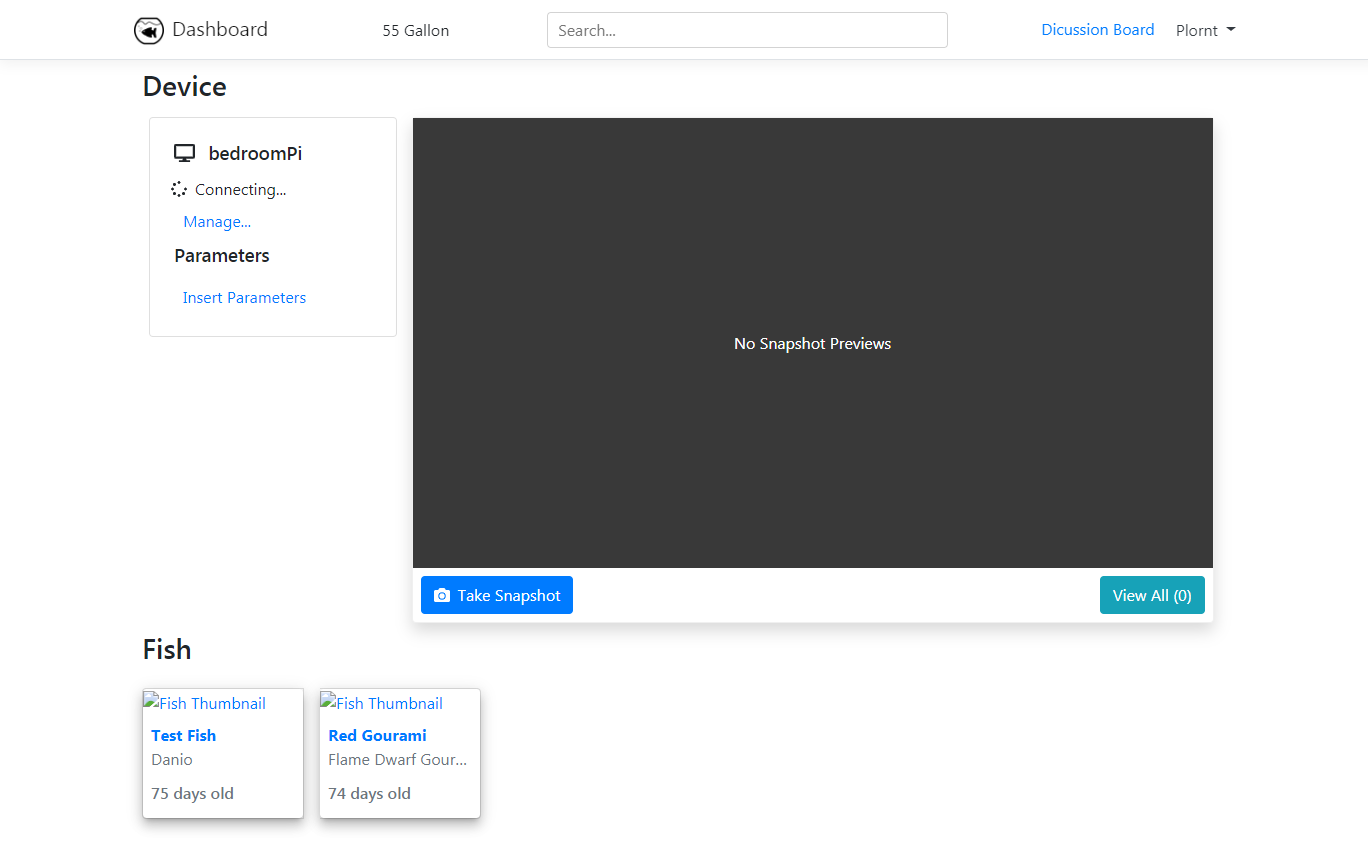 Dashboard
55 Gallon
Search...
Dicussion Board
Plornt
Device
bedroomPi
Connecting...
Manage...
Parameters
Insert Parameters
No Snapshot Previews
Take Snapshot
View All (0)
Fish
Fish Thumbnail
Test Fish
Danio
75 days old
Fish Thumbnail
Red Gourami
Flame Dwarf Gour...
74 days old